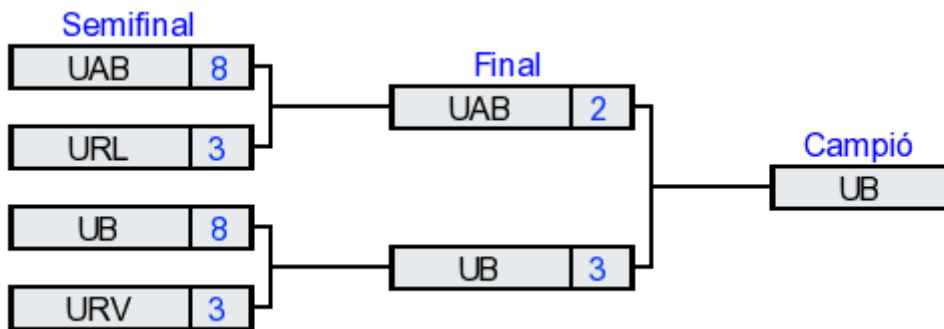 Semifinal
UAB 8
URL 3
UB 8
URV 3
Final
UAB 2
UB 3
Campió
UB